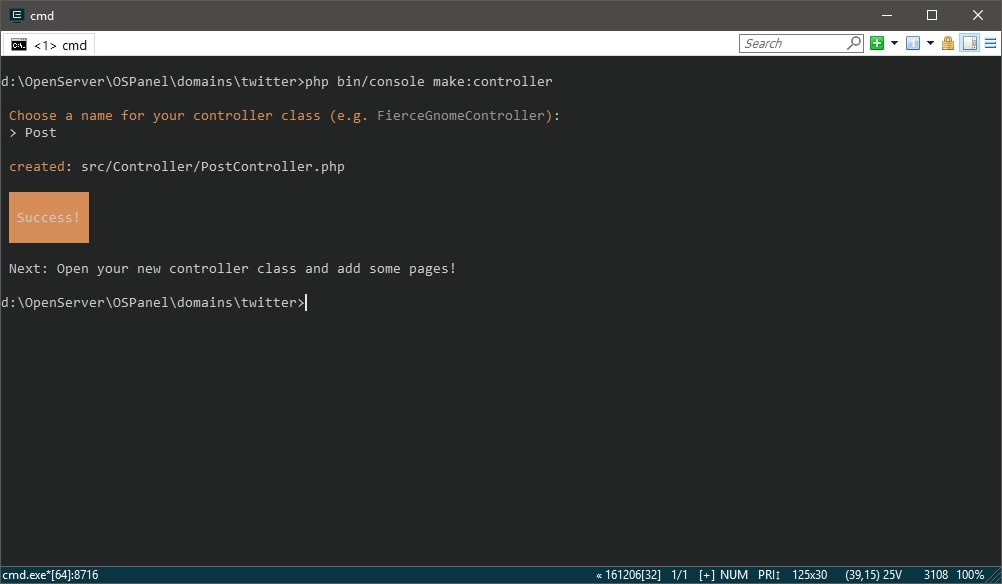 cmd
<1> cmd
Search
d:\OpenServer\OSPanel\domains\twitter>php bin/console make:controller
Choose a name for your controller class (e.g. FierceGnomeController):
> Post
created: src/Controller/PostController.php
Success!
Next: Open your new controller class and add some pages!
d:\OpenServer\OSPanel\domains\twitter>
cmd.exe*[64]:8716 « 161206[32] 1/1 [+] NUM PRI↕ 125x30 (39,15) 25V 3108 100%